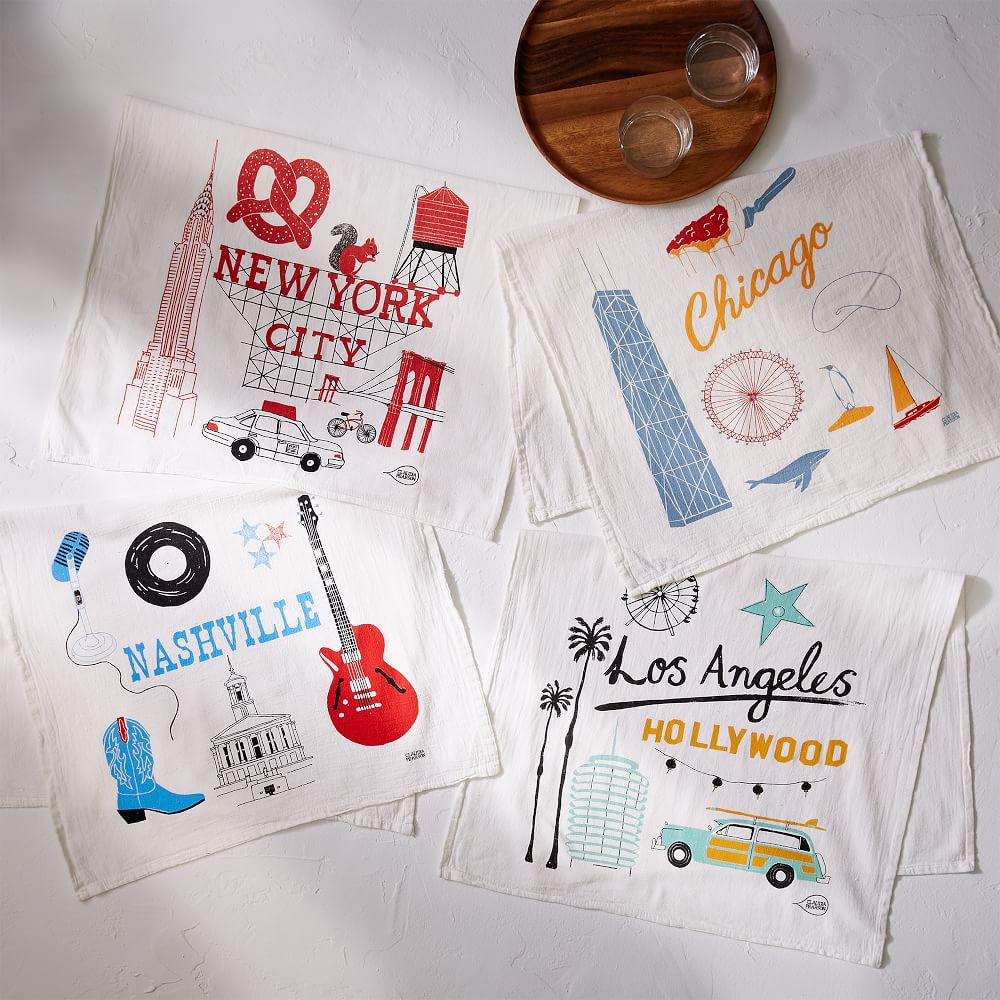 NEW YORK
CITY
CLAUDIA
PEARSON
Chicago
CLAUDIA
PEARSON
NASHVILLE
CLAUDIA
PEARSON
Los Angeles
HOLLYWOOD
CLAUDIA
PEARSON